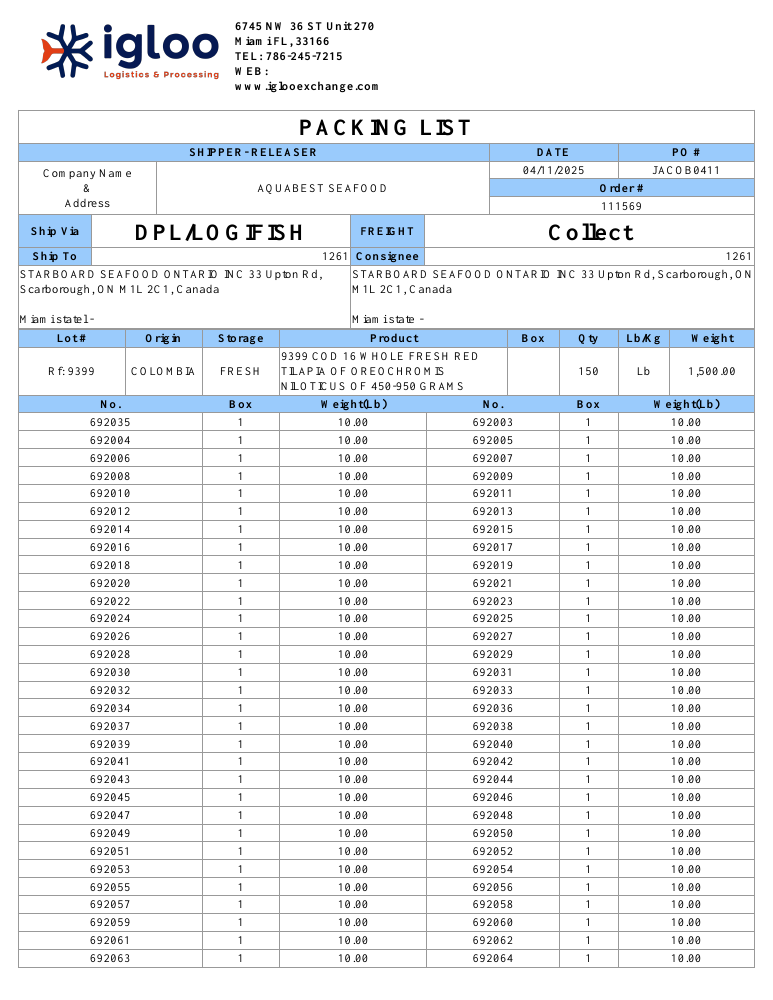 igloo
Logistics & Processing
6745 NW 36 ST Unit 270
Miami FL, 33166
TEL: 786-245-7215
WEB:
www.iglooexchange.com
PACKING LIST
SHIPPER-RELEASER DATE PO #
Company Name & Address AQUABEST SEAFOOD 04/11/2025 JACOB0411
Order #
111569
Ship Via DPL/LOGIFISH FREIGHT Collect
Ship To 1261 Consignee 1261
STARBOARD SEAFOOD ONTARIO INC 33 Upton Rd, STARBOARD SEAFOOD ONTARIO INC 33 Upton Rd, Scarborough, ON
Scarborough, ON M1L 2C1, Canada M1L 2C1, Canada
Miamistate1- Miamistate -
Lot# Origin Storage Product Box Qty Lb/Kg Weight
9399 COD 16 WHOLE FRESH RED
Rf: 9399 COLOMBIA FRESH TILAPIA OF OREOCHROMIS 150 Lb 1,500.00
NILOTICUS OF 450-950 GRAMS
No. Box Weight(Lb) No. Box Weight(Lb)
692035 1 10.00 692003 1 10.00
692004 1 10.00 692005 1 10.00
692006 1 10.00 692007 1 10.00
692008 1 10.00 692009 1 10.00
692010 1 10.00 692011 1 10.00
692012 1 10.00 692013 1 10.00
692014 1 10.00 692015 1 10.00
692016 1 10.00 692017 1 10.00
692018 1 10.00 692019 1 10.00
692020 1 10.00 692021 1 10.00
692022 1 10.00 692023 1 10.00
692024 1 10.00 692025 1 10.00
692026 1 10.00 692027 1 10.00
692028 1 10.00 692029 1 10.00
692030 1 10.00 692031 1 10.00
692032 1 10.00 692033 1 10.00
692034 1 10.00 692036 1 10.00
692037 1 10.00 692038 1 10.00
692039 1 10.00 692040 1 10.00
692041 1 10.00 692042 1 10.00
692043 1 10.00 692044 1 10.00
692045 1 10.00 692046 1 10.00
692047 1 10.00 692048 1 10.00
692049 1 10.00 692050 1 10.00
692051 1 10.00 692052 1 10.00
692053 1 10.00 692054 1 10.00
692055 1 10.00 692056 1 10.00
692057 1 10.00 692058 1 10.00
692059 1 10.00 692060 1 10.00
692061 1 10.00 692062 1 10.00
692063 1 10.00 692064 1 10.00